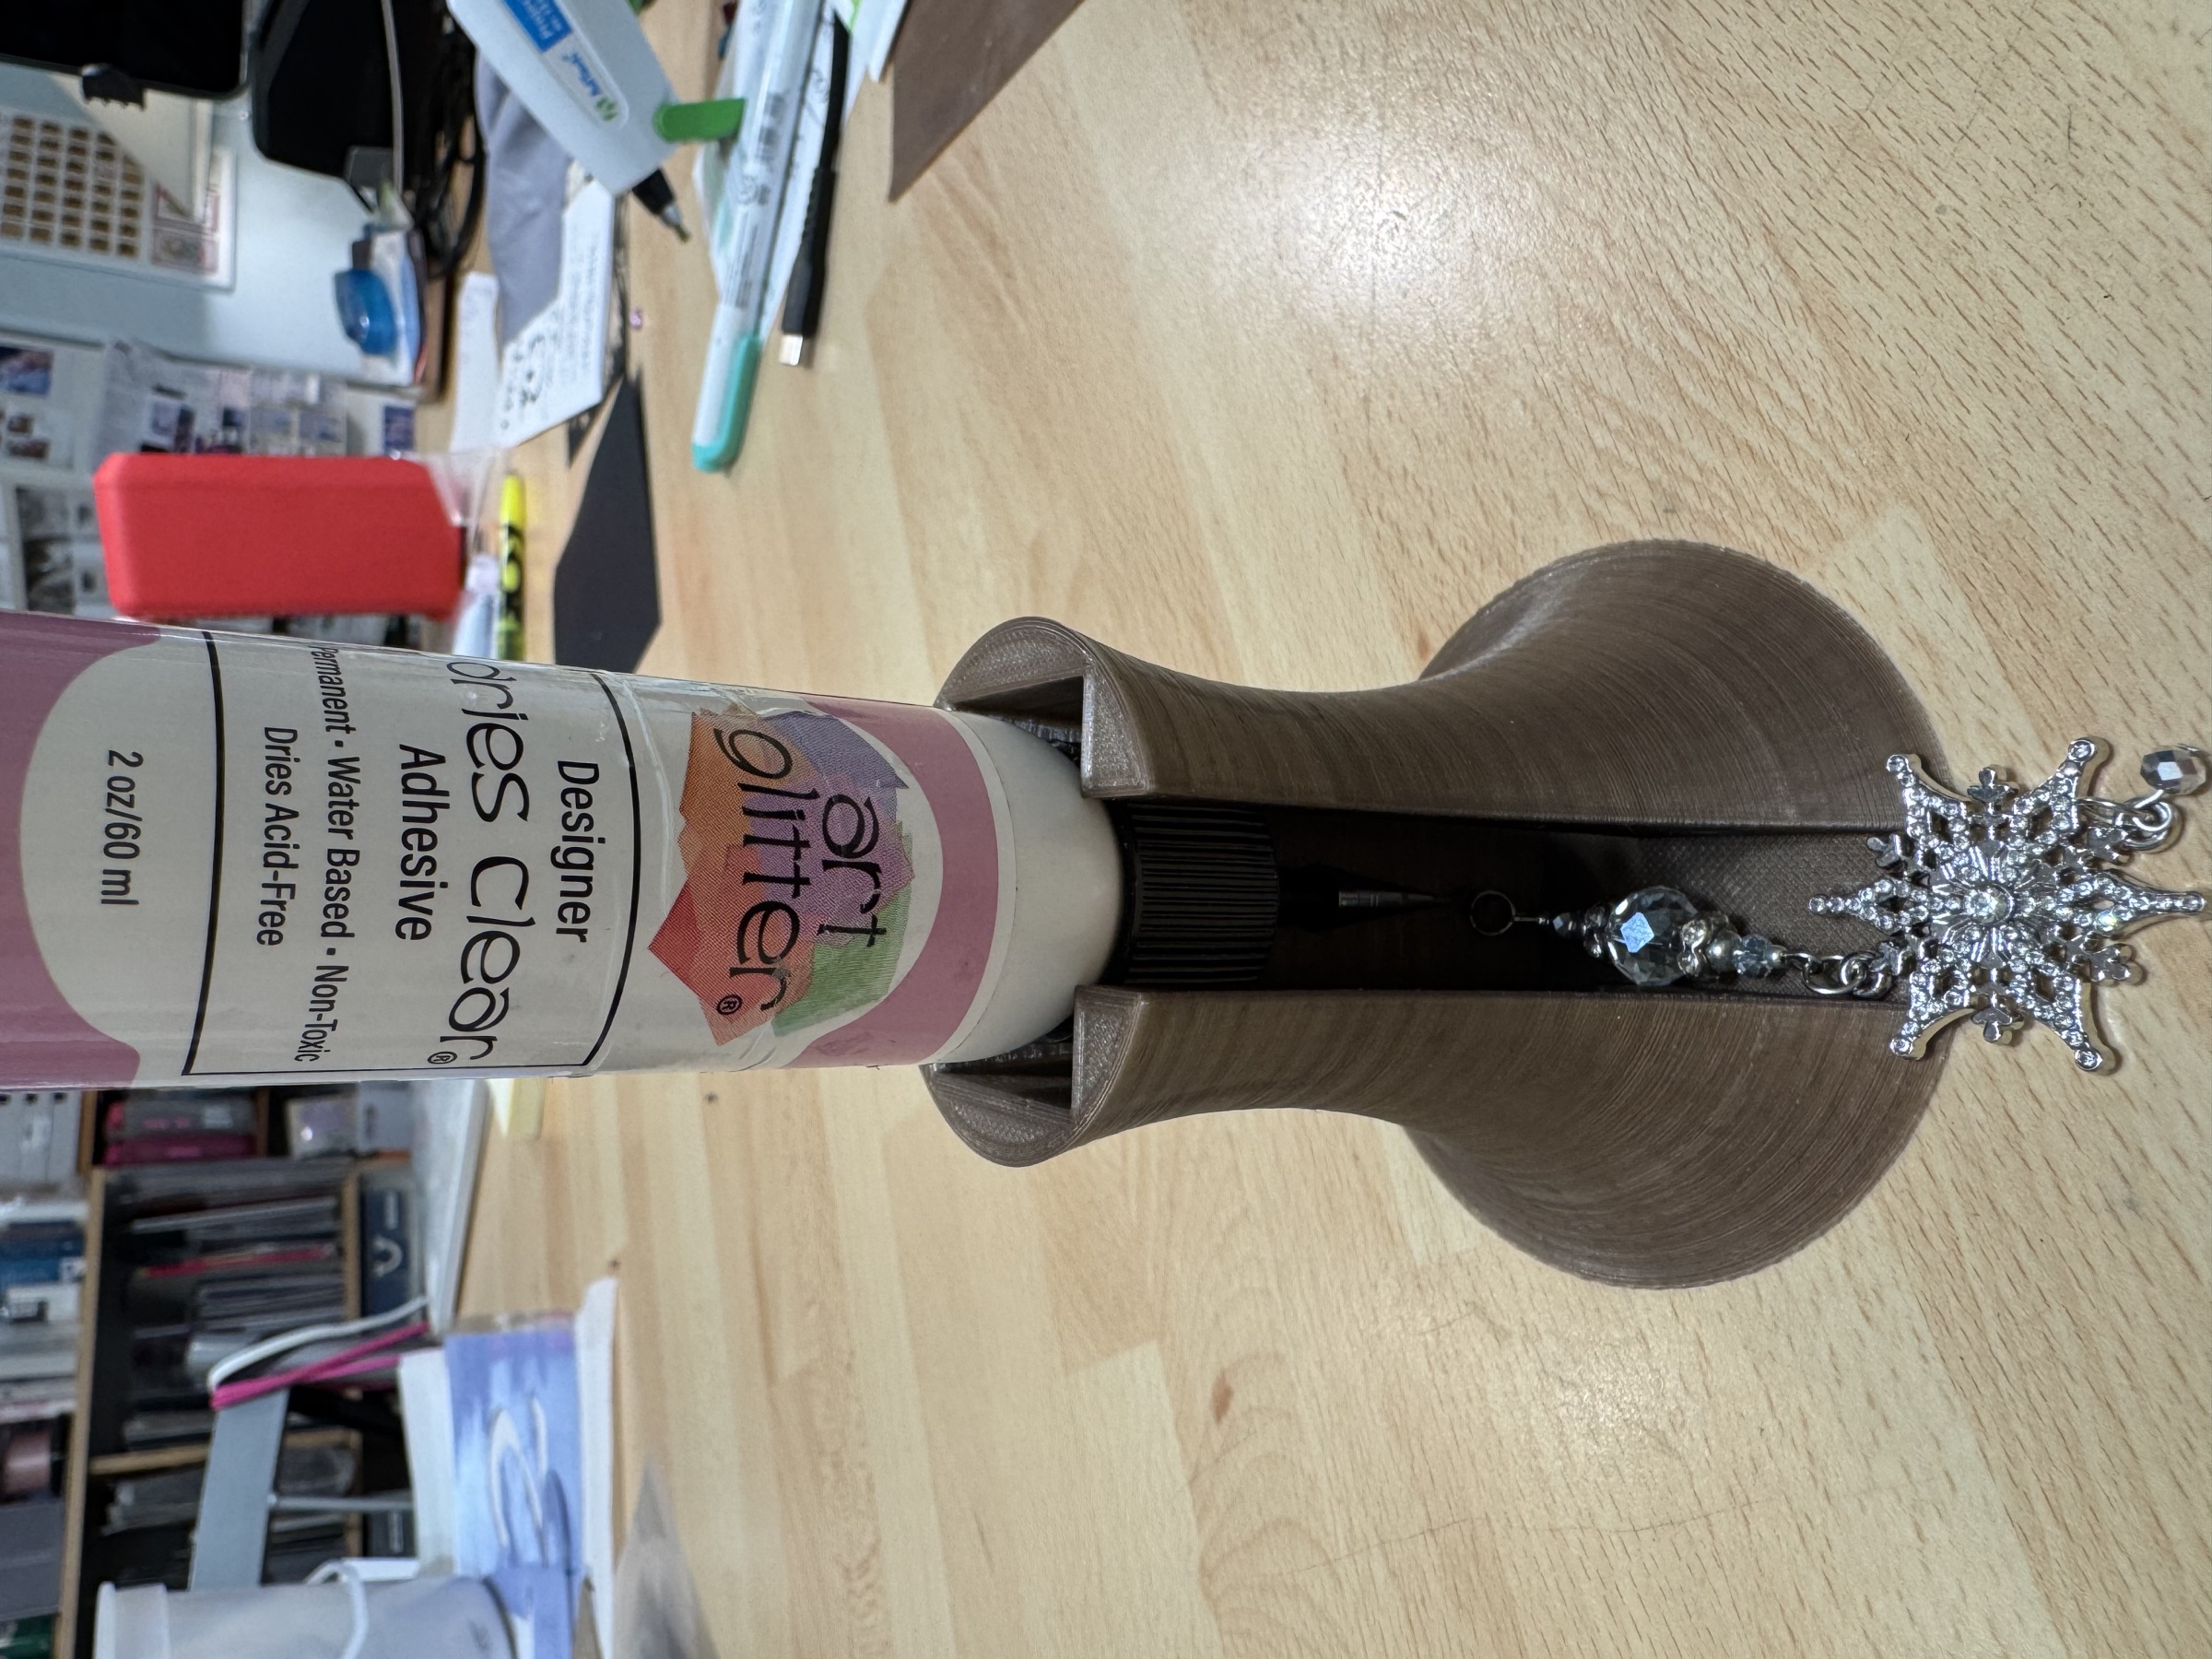 art
glitter®
Designer
dries clear®
Adhesive
Permanent • Water Based • Non-Toxic
Dries Acid-Free
2 oz/60 ml